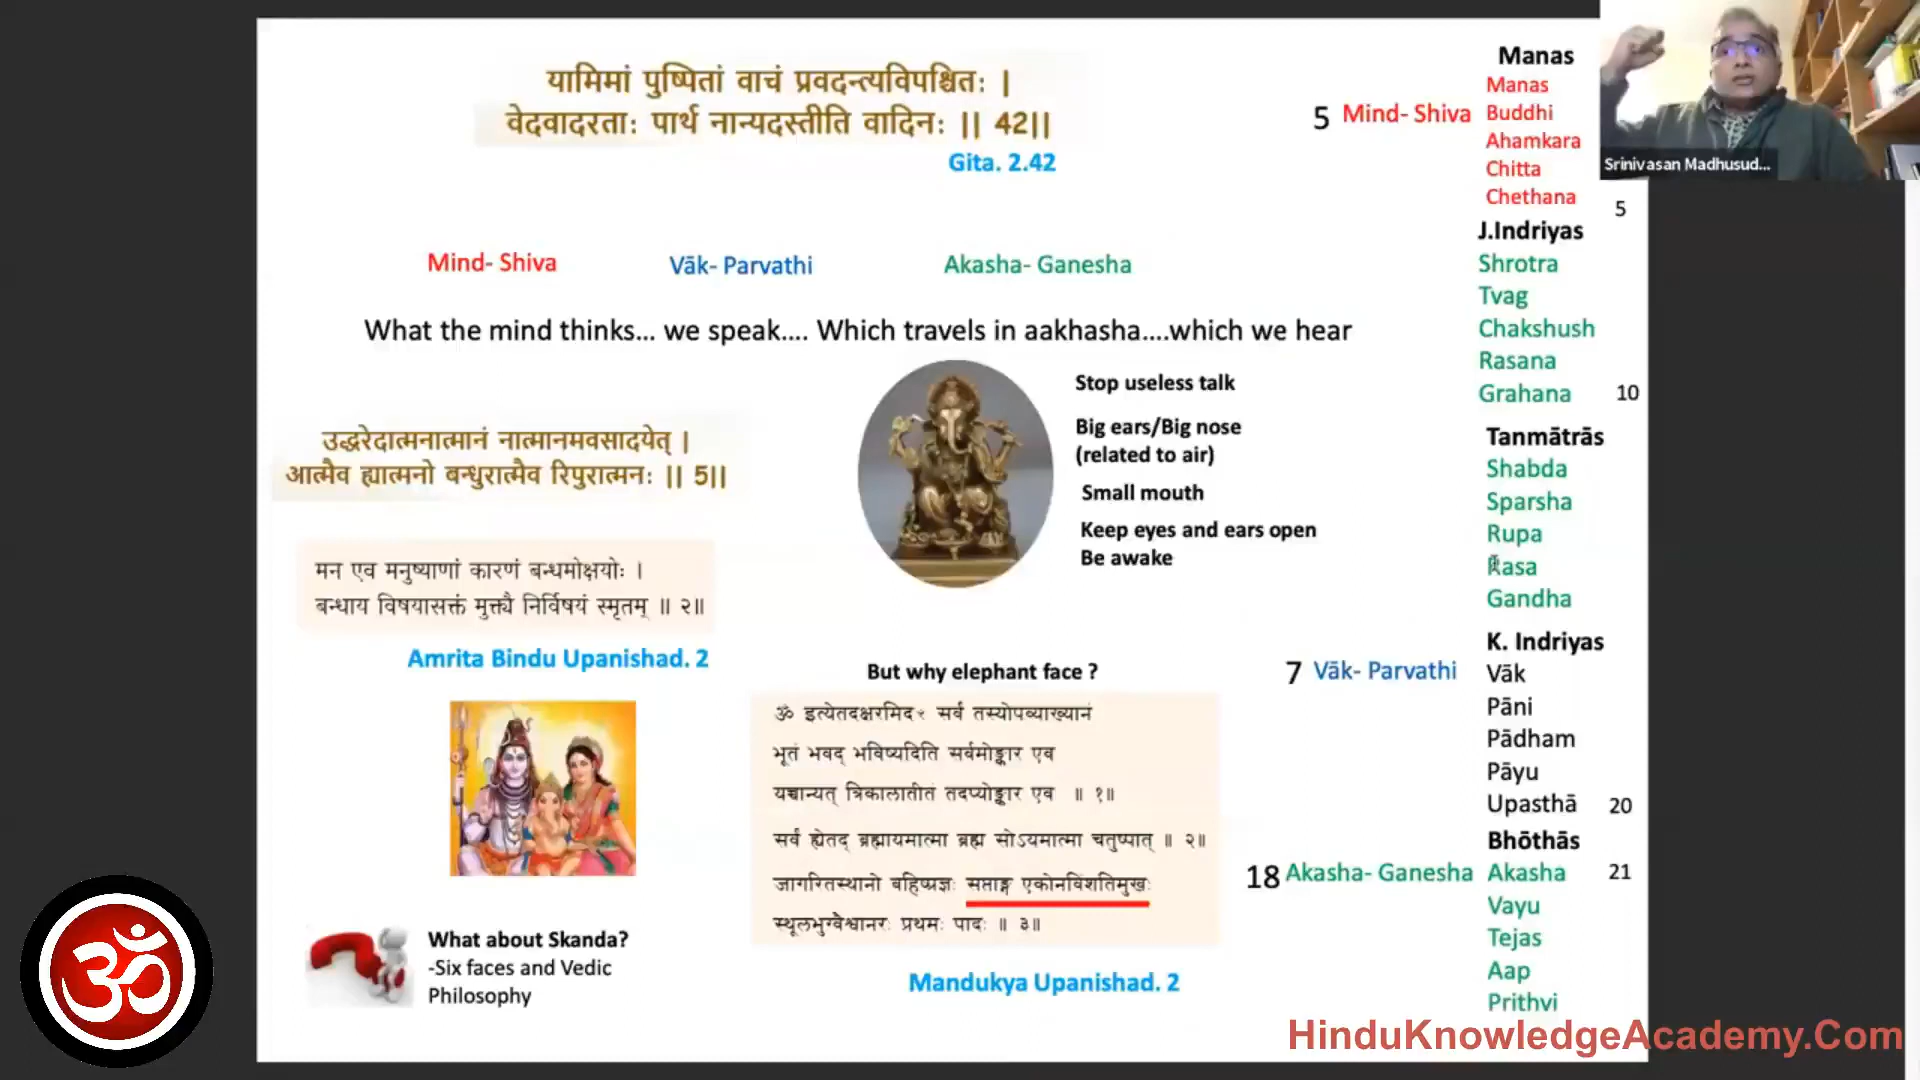 यामिमां पुष्पितां वाचं प्रवदन्त्यविपश्चितः |
वेदवादरताः पार्थ नान्यदस्तीति वादिनः || 42||
Gita. 2.42
Mind- Shiva
Vāk- Parvathi
Akasha- Ganesha
What the mind thinks... we speak.... Which travels in aakhasha....which we hear
Stop useless talk
Big ears/Big nose
(related to air)
Small mouth
Keep eyes and ears open
Be awake
उद्धरेदात्मनात्मानं नात्मानमवसादयेत् |
आत्मैव ह्यात्मनो बन्धुरात्मैव रिपुरात्मनः || 5||
मन एव मनुष्याणां कारणं बन्धमोक्षयोः ।
बन्धाय विषयासक्तं मुक्त्यै निर्विषयं स्मृतम् ॥ २॥
Amrita Bindu Upanishad. 2
But why elephant face ?
ॐ इत्येतदक्षरमिदꣳ सर्वं तस्योपव्याख्यानं
भूतं भवद् भविष्यदिति सर्वमोङ्कार एव
यच्चान्यत् त्रिकालातीतं तदप्योङ्कार एव ॥ १॥
सर्वं ह्येतद् ब्रह्मायमात्मा ब्रह्म सोऽयमात्मा चतुष्पात् ॥ २॥
जागरितस्थानो बहिष्प्रज्ञः सप्ताङ्ग एकोनविंशतिमुखः
स्थूलभुग्वैश्वानरः प्रथमः पादः ॥ ३॥
Mandukya Upanishad. 2
What about Skanda?
-Six faces and Vedic
Philosophy
5 Mind- Shiva
7 Vāk- Parvathi
18 Akasha- Ganesha
Manas
Manas
Buddhi
Ahamkara
Chitta
Chethana
5
J.Indriyas
Shrotra
Tvag
Chakshush
Rasana
Grahana 10
Tanmātrās
Shabda
Sparsha
Rupa
Rasa
Gandha
K. Indriyas
Vāk
Pāni
Pādham
Pāyu
Upasthā 20
Bhōthās
Akasha 21
Vayu
Tejas
Aap
Prithvi
Srinivasan Madhusud...
ॐ
HinduKnowledgeAcademy.Com